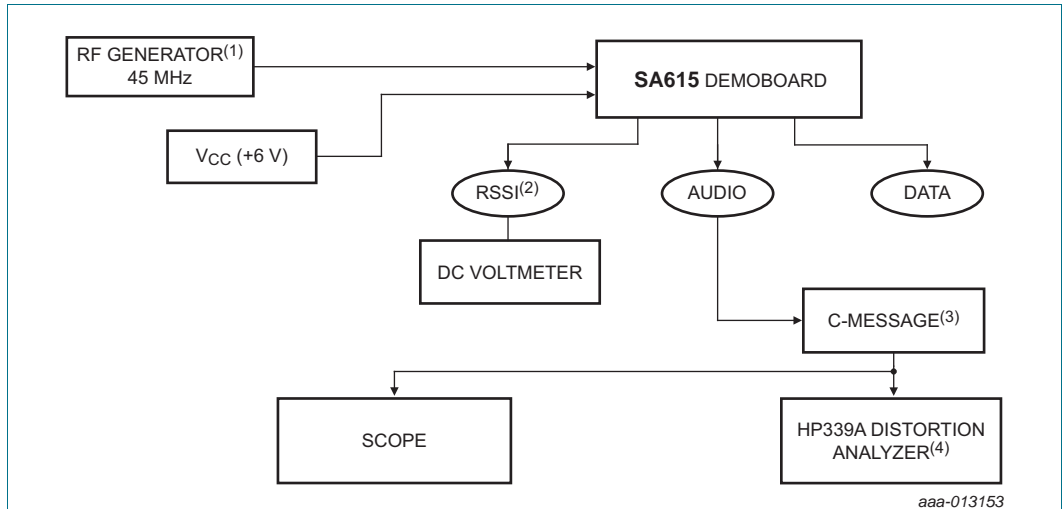 RF GENERATOR(1)
45 MHz
SA615 DEMOBOARD
VCC (+6 V)
RSSI(2)
AUDIO
DATA
DC VOLTMETER
C-MESSAGE(3)
SCOPE
HP339A DISTORTION
ANALYZER(4)
aaa-013153